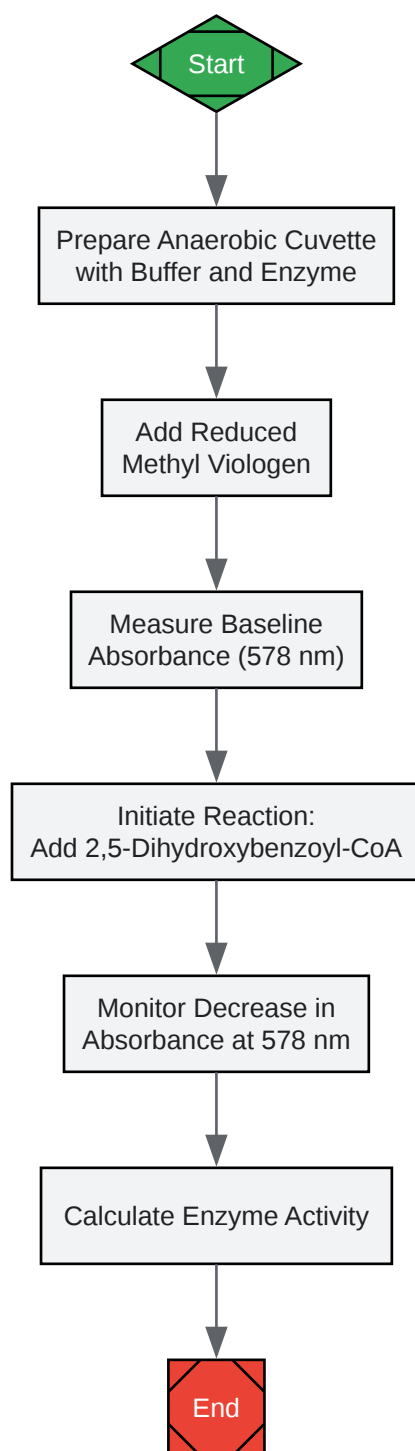 Start
Prepare Anaerobic Cuvette
with Buffer and Enzyme
Add Reduced
Methyl Viologen
Measure Baseline
Absorbance (578 nm)
Initiate Reaction:
Add 2,5-Dihydroxybenzoyl-CoA
Monitor Decrease in
Absorbance at 578 nm
Calculate Enzyme Activity
End